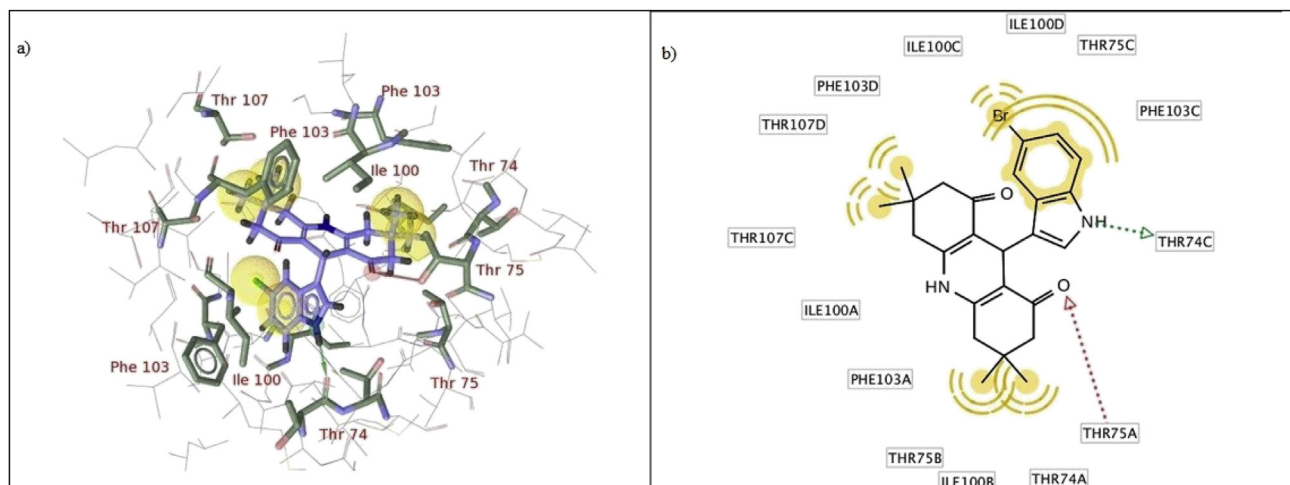 a)
Thr 107
Phe 103
Phe 103
Ile 100
Thr 74
Thr 107
Thr 75
Phe 103
Ile 100
Thr 75
Thr 74
b)
ILE100D
ILE100C
THR75C
PHE103D
Br
PHE103C
THR107D
O
NH
THR107C
THR74C
HN
O
ILE100A
PHE103A
THR75A
THR75B
ILE100B
THR74A